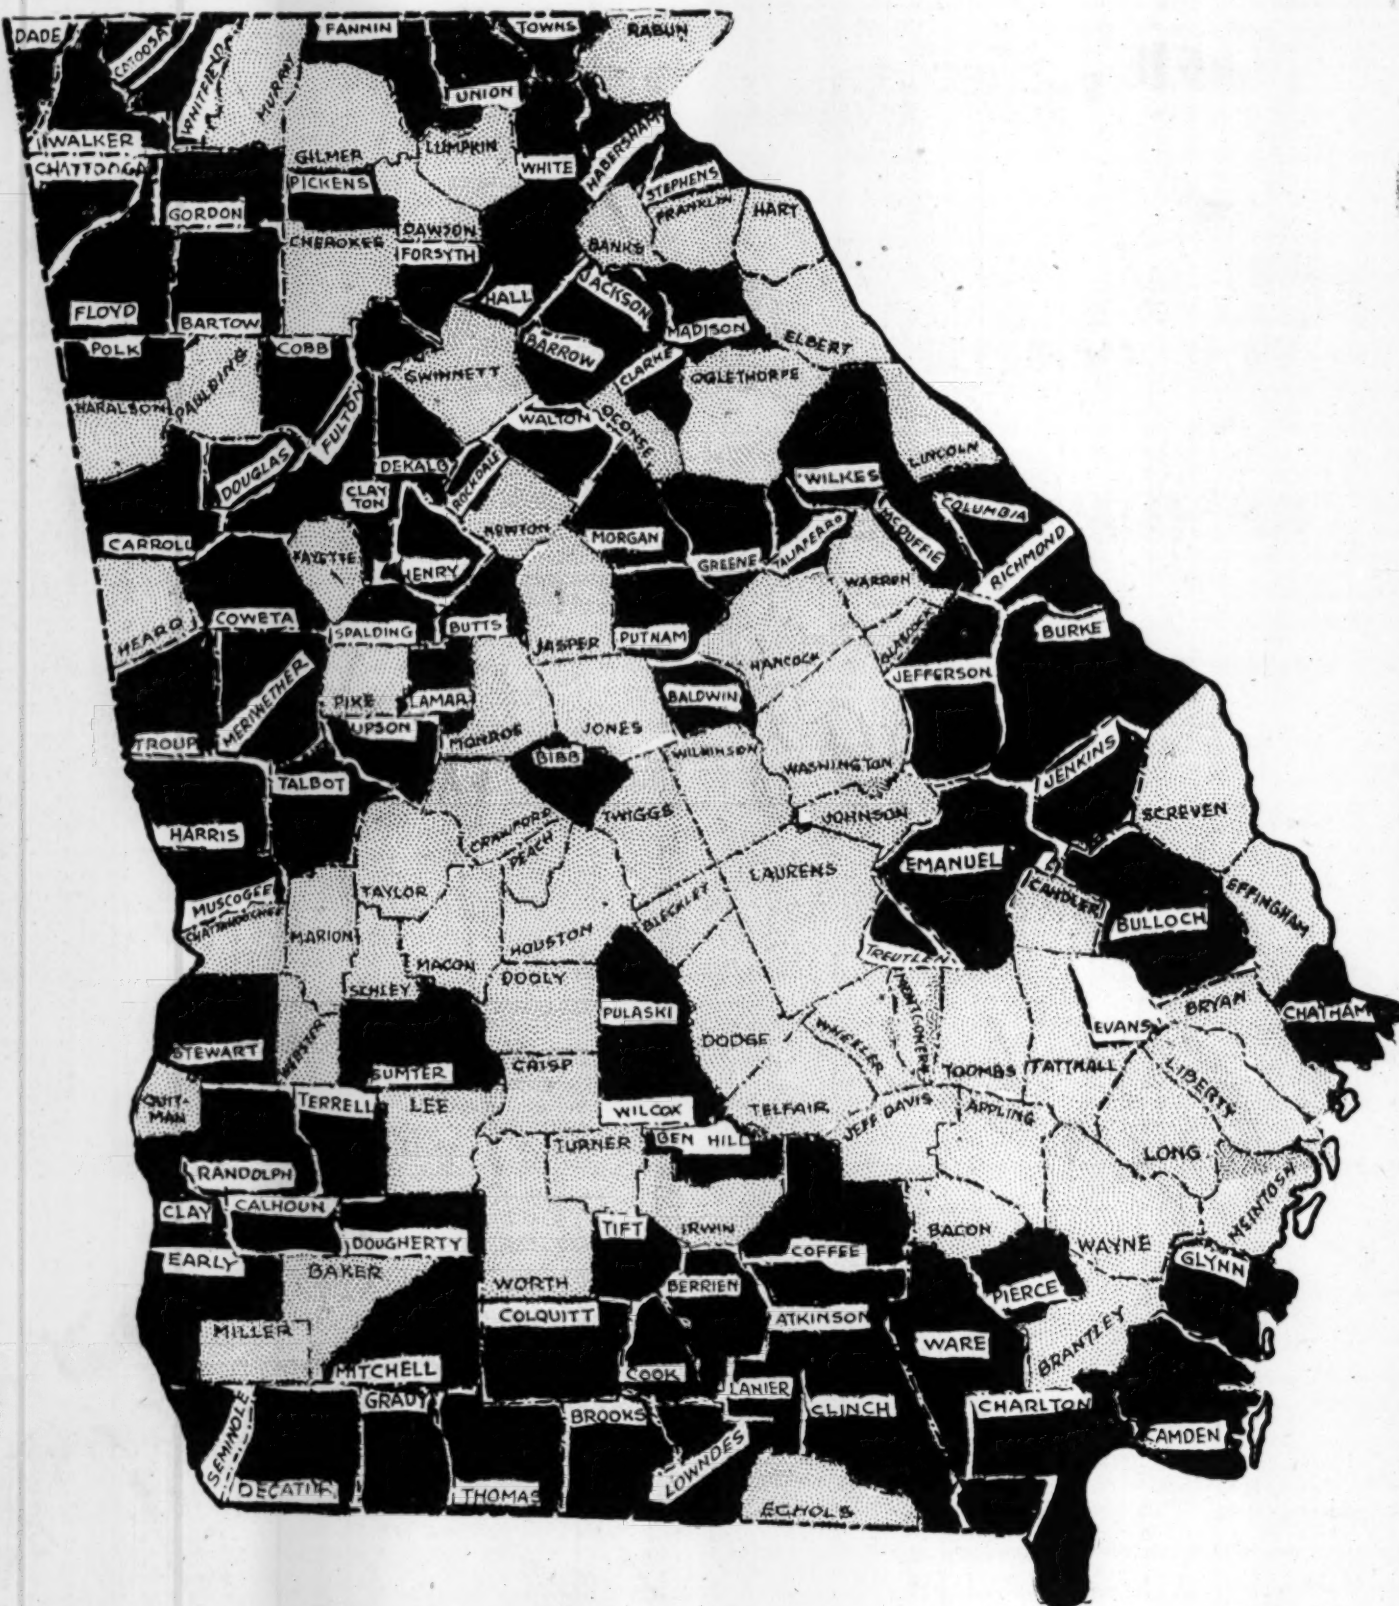 DADE
CATOOSA
WHITFIELD
MURRAY
FANNIN
TOWNS
RABUN
UNION
WALKER
CHATTOOGA
GILMER
LUMPKIN
WHITE
HABERSHAM
STEPHENS
PICKENS
FRANKLIN
HART
GORDON
DAWSON
CHEROKEE
FORSYTH
BANKS
HALL
JACKSON
FLOYD
BARTOW
MADISON
ELBERT
POLK
COBB
BARROW
CLARKE
PAULDING
GWINNETT
OGLETHORPE
HARALSON
FULTON
WALTON
OCONEE
DOUGLAS
DEKALB
ROCKDALE
WILKES
LINCOLN
CLAY
TON
NEWTON
COLUMBIA
CARROLL
FAYETTE
HENRY
MORGAN
GREENE
TALIAFERRO
McDUFFIE
RICHMOND
WARREN
HEARD
COWETA
SPALDING
BUTTS
JASPER
PUTNAM
HANCOCK
BURKE
JEFFERSON
MERIWETHER
PIKE
LAMAR
BALDWIN
TROUP
UPSON
MONROE
JONES
WILKINSON
WASHINGTON
BIBB
JENKINS
TALBOT
HARRIS
CRAWFORD
PEACH
TWIGGS
JOHNSON
SCREVEN
MUSCOGEE
CHATTAHOOCHEE
TAYLOR
LAURENS
EMANUEL
CANDLER
EFFINGHAM
BLECKLEY
BULLOCH
MARION
HOUSTON
MACON
TREUTLEN
SCHLEY
DOOLY
PULASKI
MONTGOMERY
BRYAN
CHATHAM
STEWART
WEBSTER
DODGE
WHEELER
EVANS
SUMTER
CRISP
TOOMBS
TATTNALL
LIBERTY
QUIT-
MAN
TERRELL
LEE
WILCOX
TELFAIR
JEFF DAVIS
APPLING
TURNER
BEN HILL
LONG
RANDOLPH
McINTOSH
CLAY
CALHOUN
TIFT
IRWIN
BACON
EARLY
DOUGHERTY
COFFEE
WAYNE
GLYNN
BAKER
WORTH
BERRIEN
PIERCE
COLQUITT
ATKINSON
MILLER
WARE
BRANTLEY
MITCHELL
COOK
LANIER
GRADY
CLINCH
CHARLTON
SEMINOLE
BROOKS
CAMDEN
LOWNDES
DECATUR
THOMAS
ECHOLS